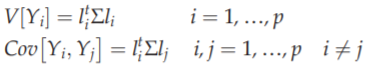 V[Yᵢ] = lᵢᵗΣlᵢ i = 1, …, p
Cov[Yᵢ, Yⱼ] = lᵢᵗΣlⱼ i, j = 1, …, p i ≠ j